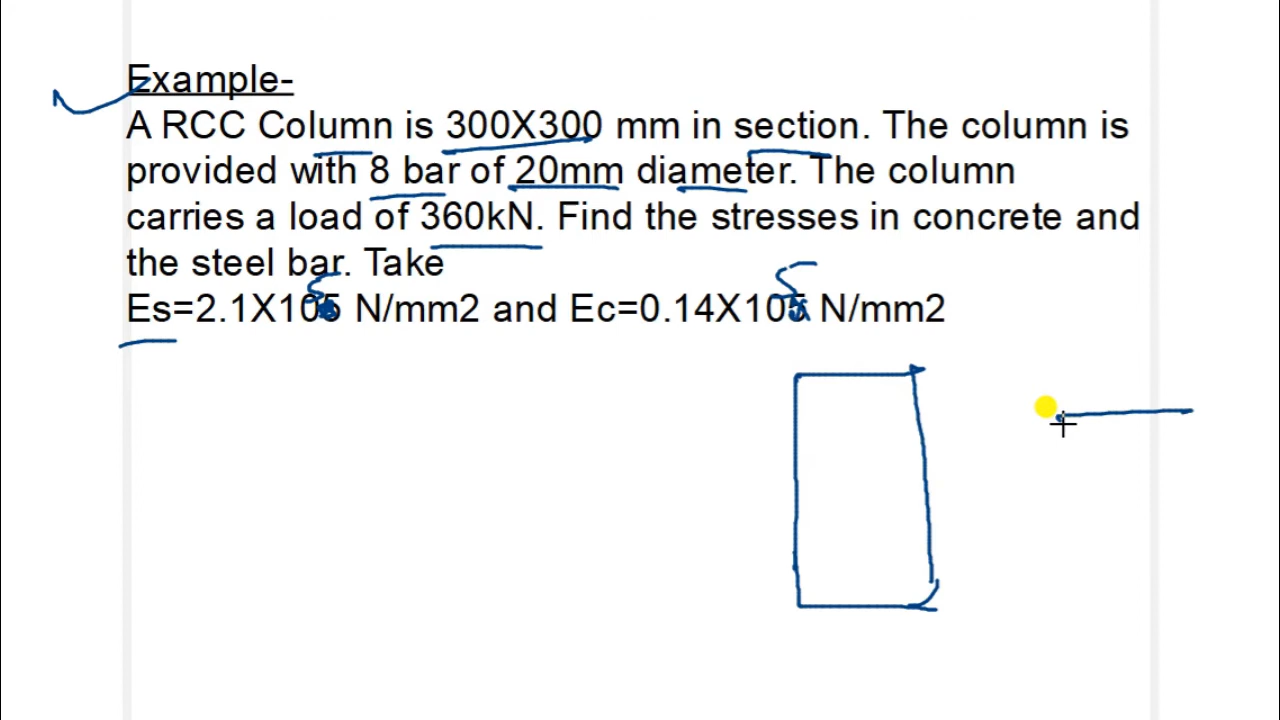 Example-
A RCC Column is 300X300 mm in section. The column is
provided with 8 bar of 20mm diameter. The column
carries a load of 360kN. Find the stresses in concrete and
the steel bar. Take
5 5
Es=2.1X105 N/mm2 and Ec=0.14X105 N/mm2